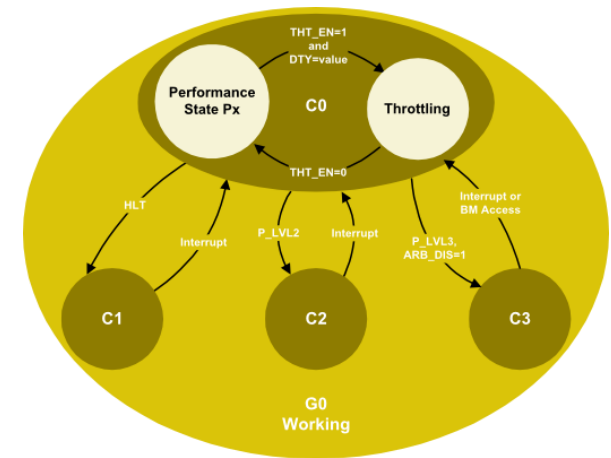 THT_EN=1
and
DTY=value
Performance
State Px
C0
Throttling
THT_EN=0
HLT
Interrupt
P_LVL2
Interrupt
P_LVL3,
ARB_DIS=1
Interrupt or
BM Access
C1
C2
C3
G0
Working